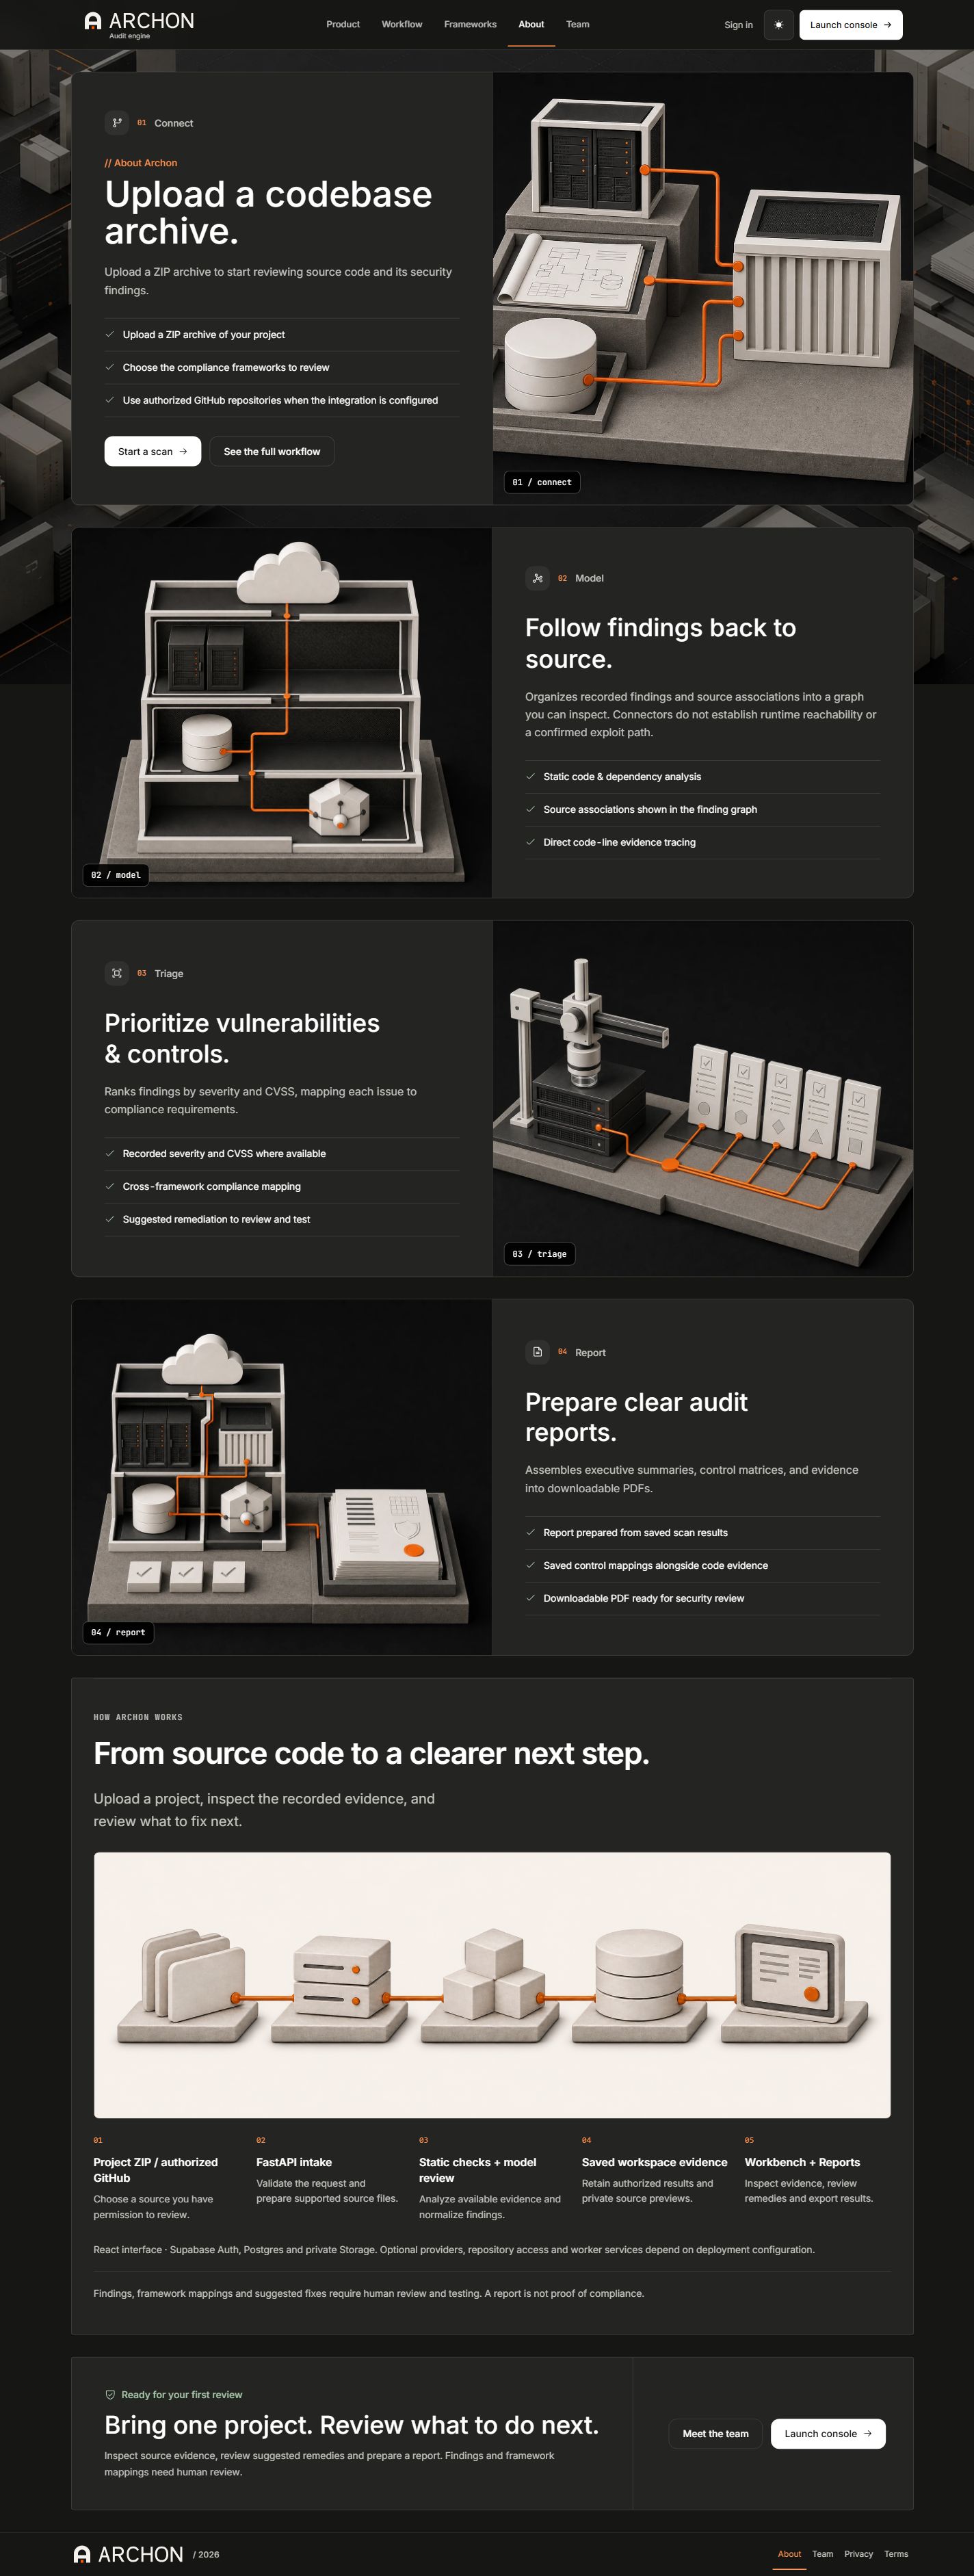 ARCHON
Audit engine
Product
Workflow
Frameworks
About
Team
Sign in
Launch console →
01 Connect
// About Archon
Upload a codebase
archive.
Upload a ZIP archive to start reviewing source code and its security
findings.
Upload a ZIP archive of your project
Choose the compliance frameworks to review
Use authorized GitHub repositories when the integration is configured
Start a scan →
See the full workflow
01 / connect
02 / model
02 Model
Follow findings back to
source.
Organizes recorded findings and source associations into a graph
you can inspect. Connectors do not establish runtime reachability or
a confirmed exploit path.
Static code & dependency analysis
Source associations shown in the finding graph
Direct code-line evidence tracing
03 Triage
Prioritize vulnerabilities
& controls.
Ranks findings by severity and CVSS, mapping each issue to
compliance requirements.
Recorded severity and CVSS where available
Cross-framework compliance mapping
Suggested remediation to review and test
03 / triage
04 / report
04 Report
Prepare clear audit
reports.
Assembles executive summaries, control matrices, and evidence
into downloadable PDFs.
Report prepared from saved scan results
Saved control mappings alongside code evidence
Downloadable PDF ready for security review
HOW ARCHON WORKS
From source code to a clearer next step.
Upload a project, inspect the recorded evidence, and
review what to fix next.
01
Project ZIP / authorized
GitHub
Choose a source you have
permission to review.
02
FastAPI intake
Validate the request and
prepare supported source files.
03
Static checks + model
review
Analyze available evidence and
normalize findings.
04
Saved workspace evidence
Retain authorized results and
private source previews.
05
Workbench + Reports
Inspect evidence, review
remedies and export results.
React interface · Supabase Auth, Postgres and private Storage. Optional providers, repository access and worker services depend on deployment configuration.
Findings, framework mappings and suggested fixes require human review and testing. A report is not proof of compliance.
Ready for your first review
Bring one project. Review what to do next.
Inspect source evidence, review suggested remedies and prepare a report. Findings and framework
mappings need human review.
Meet the team
Launch console →
ARCHON / 2026
About
Team
Privacy
Terms